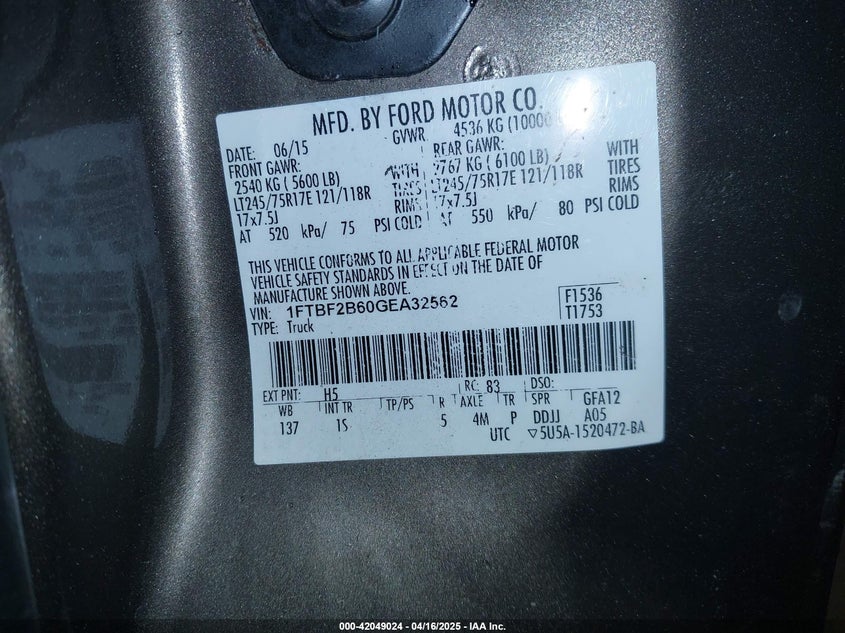 MFD. BY FORD MOTOR CO.
DATE: 06/15 GVWR 4536 KG (10000
FRONT GAWR: REAR GAWR: WITH
2540 KG ( 5600 LB) WITH 2767 KG ( 6100 LB) TIRES
LT245/75R17E 121/118R TIRES LT245/75R17E 121/118R RIMS
17x7.5J RIMS 17x7.5J
AT 520 kPa/ 75 PSI COLD AT 550 kPa/ 80 PSI COLD
THIS VEHICLE CONFORMS TO ALL APPLICABLE FEDERAL MOTOR
VEHICLE SAFETY STANDARDS IN EFFECT ON THE DATE OF
MANUFACTURE SHOWN ABOVE.
VIN: 1FTBF2B60GEA32562 F1536
TYPE: Truck T1753
EXT PNT: H5 RC: 83 DSO:
WB INT TR TP/PS R AXLE TR SPR GFA12
137 1S 5 4M P DDJJ A05
UTC ▽5U5A-1520472-BA
000-42049024 - 04/16/2025 - IAA Inc.